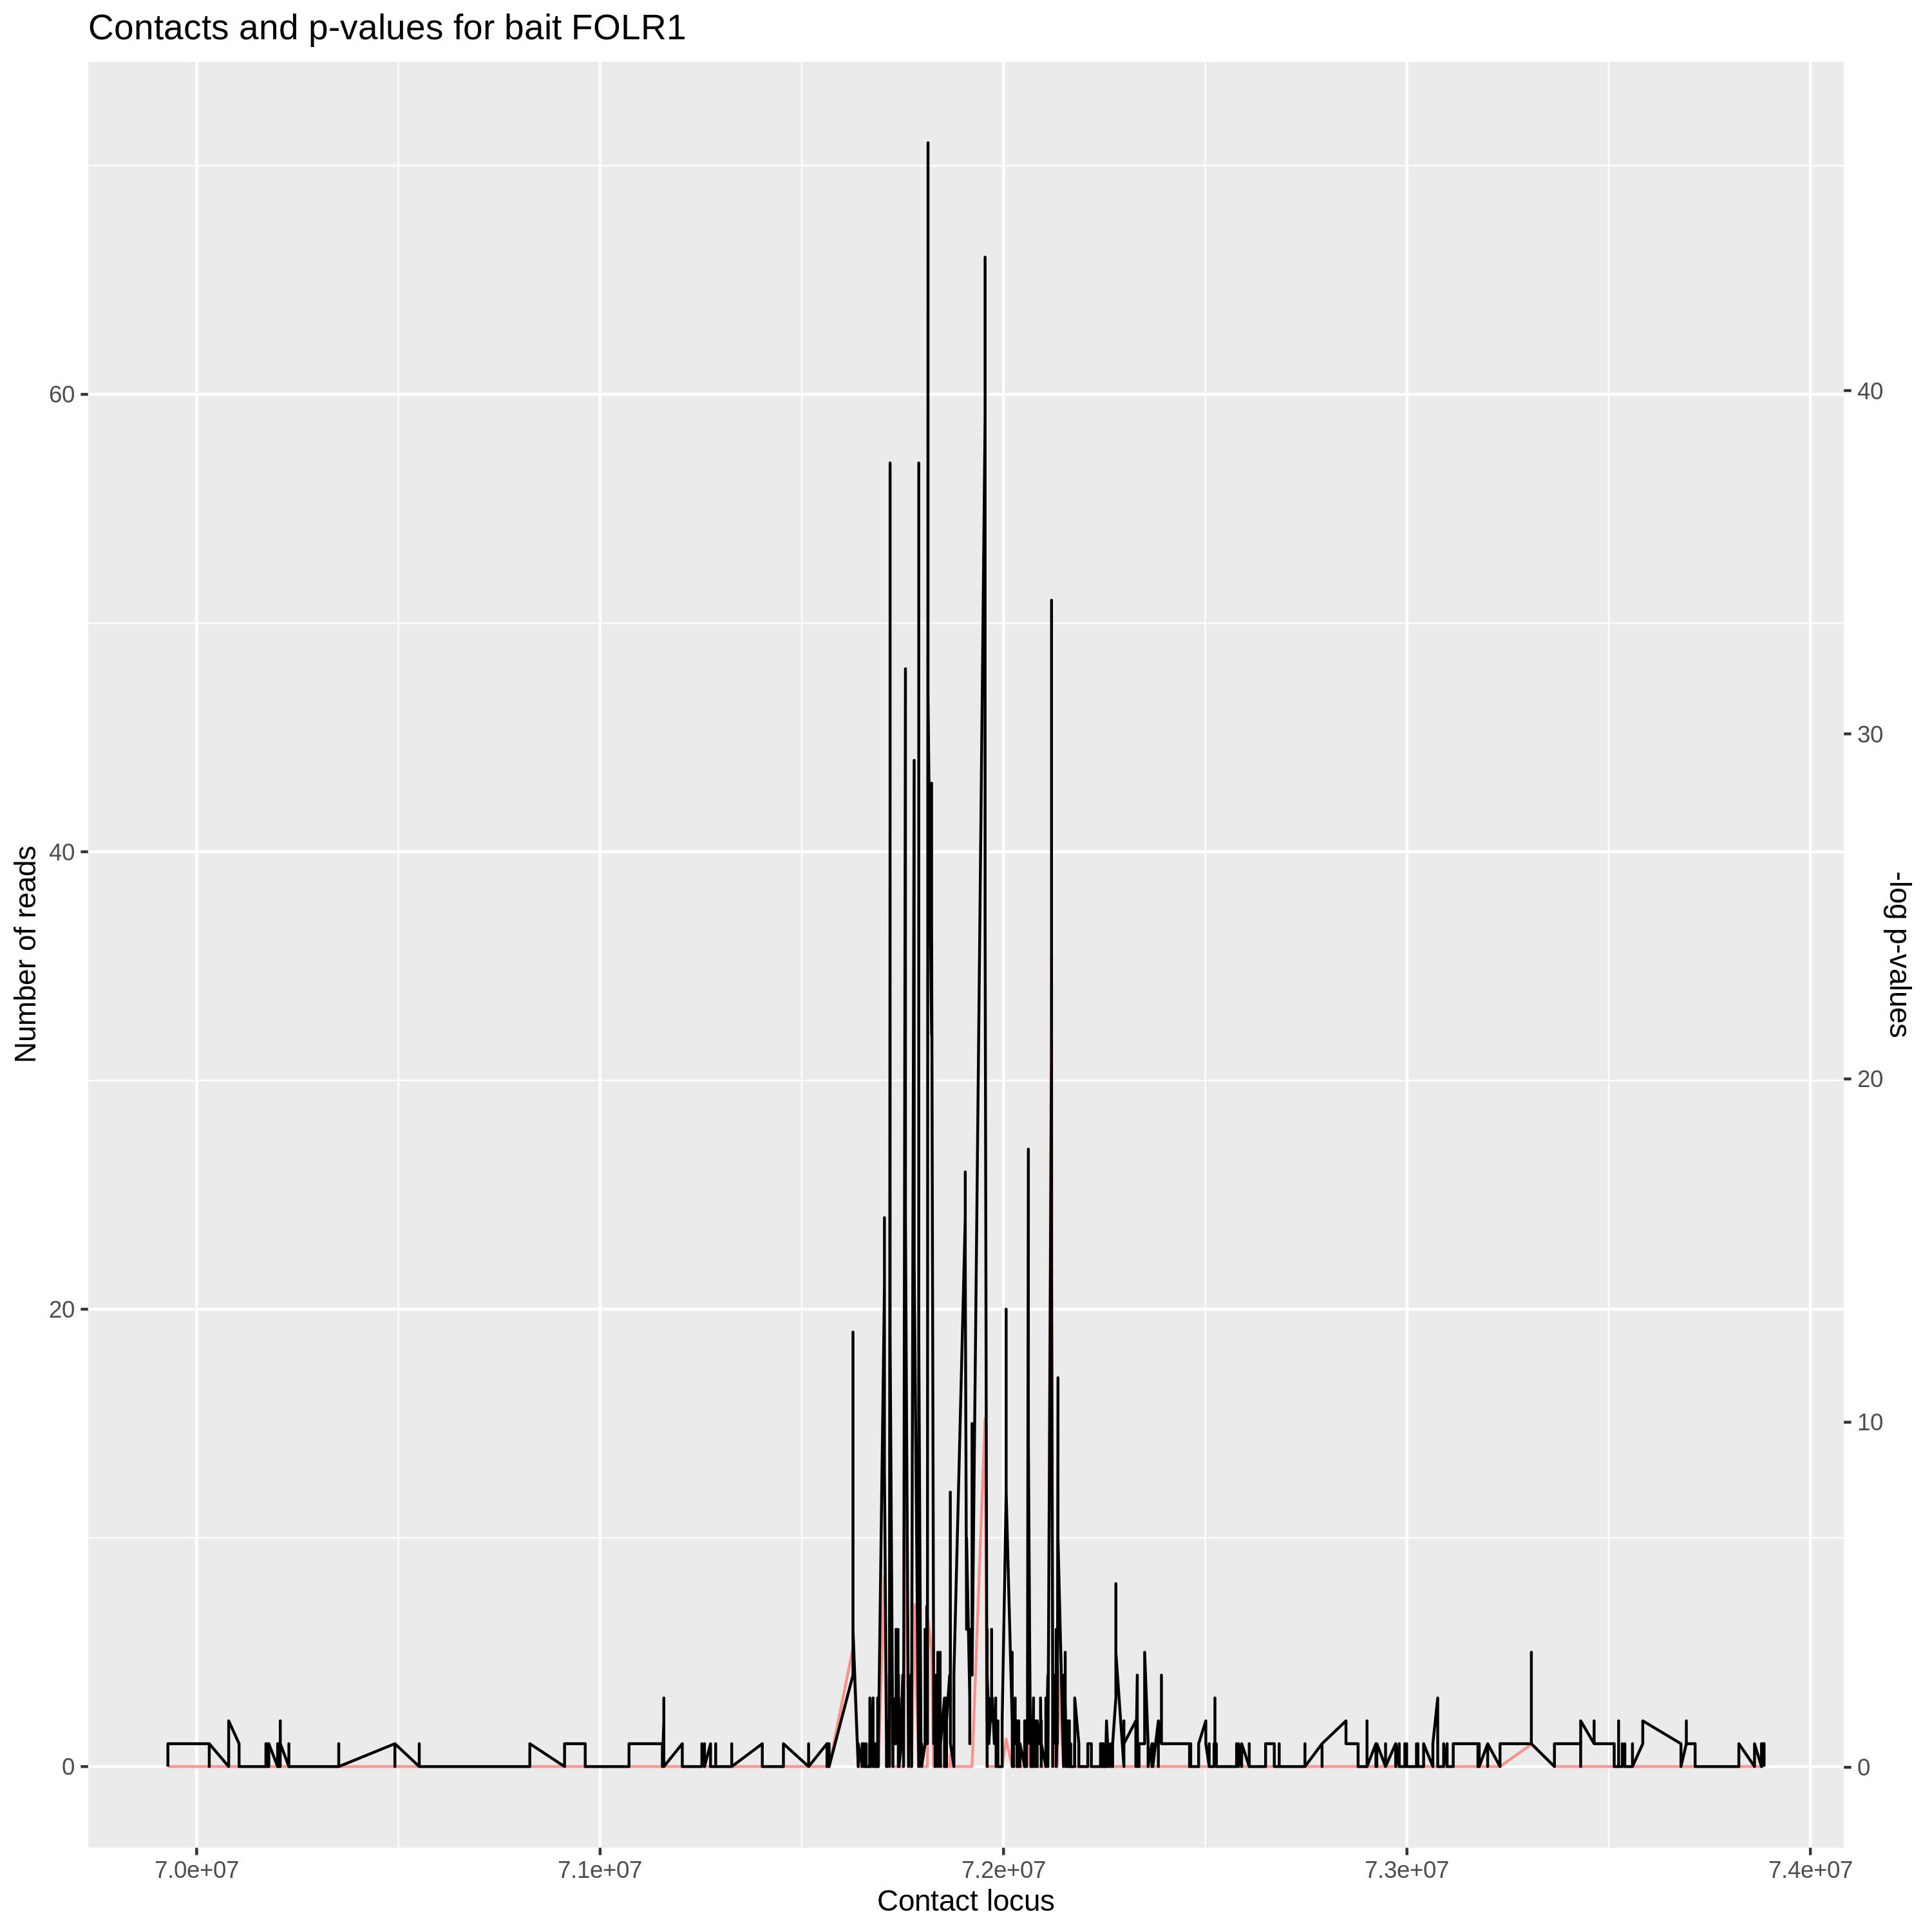 Contacts and p-values for bait FOLR1
60
40
20
0
Number of reads
40
30
20
10
0
-log p-values
7.0e+07
7.1e+07
7.2e+07
7.3e+07
7.4e+07
Contact locus